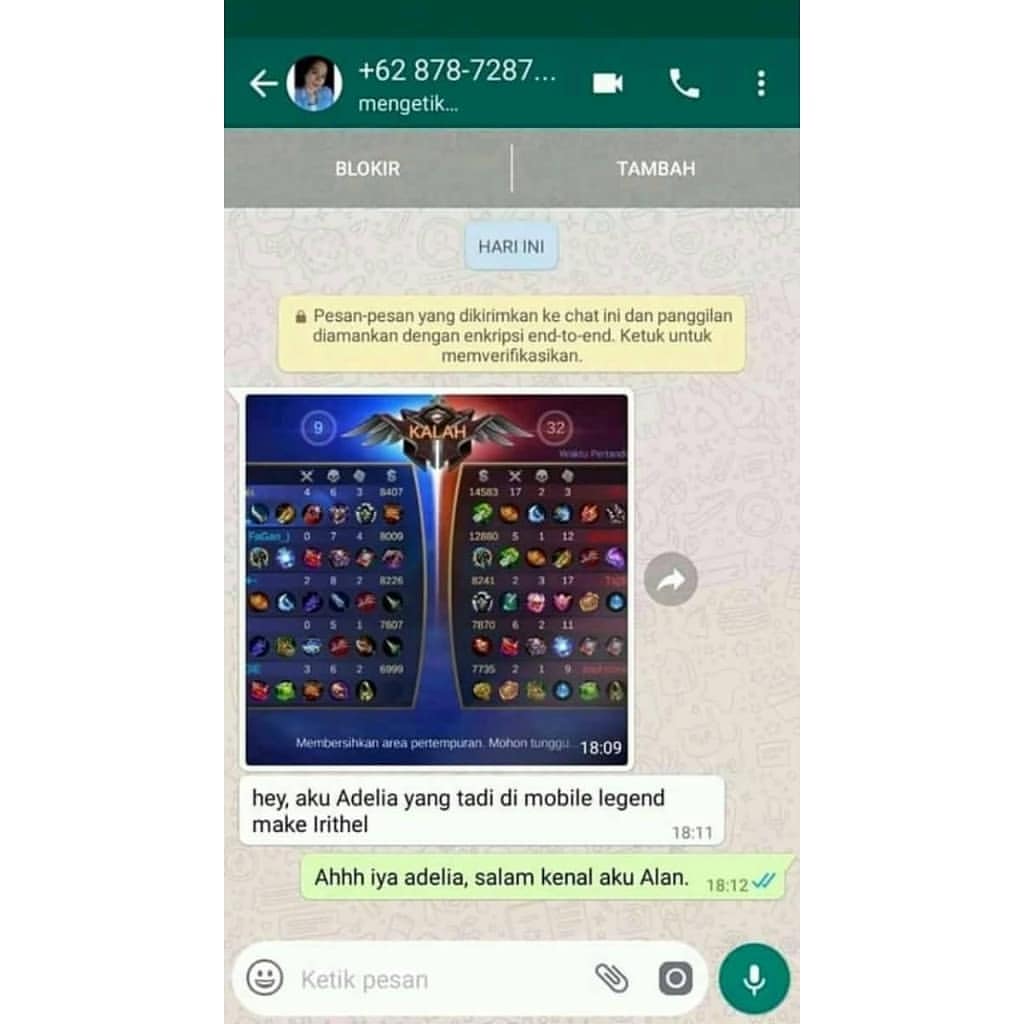 +62 878-7287...
mengetik...
BLOKIR
TAMBAH
HARI INI
Pesan-pesan yang dikirimkan ke chat ini dan panggilan
diamankan dengan enkripsi end-to-end. Ketuk untuk
memverifikasikan.
9
KALAH
32
Waktu Pertand
4 6 3 8407
14583 17 2 3
0 7 4 8009
12880 5 1 12
2 8 2 8226
8241 2 3 17
0 5 1 7607
7870 6 2 11
3 6 2 6999
7735 2 1 9
Membersihkan area pertempuran. Mohon tunggu...
18:09
hey, aku Adelia yang tadi di mobile legend
make Irithel
18:11
Ahhh iya adelia, salam kenal aku Alan.
18:12
Ketik pesan